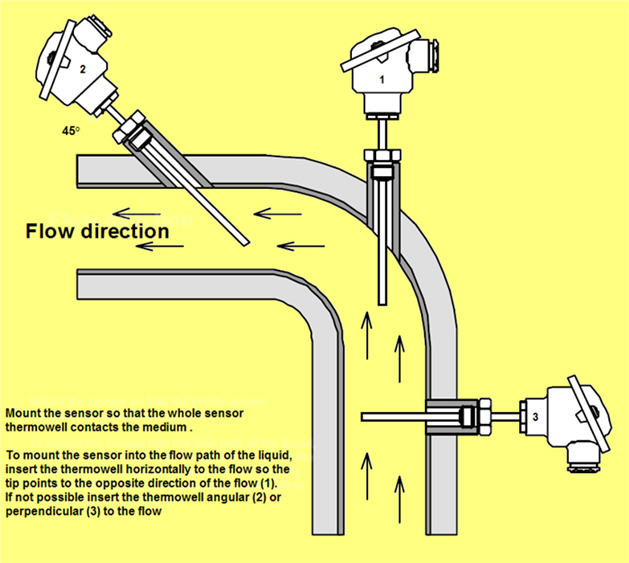 2
1
45°
Flow direction
3
Mount the sensor so that the whole sensor
thermowell contacts the medium .
To mount the sensor into the flow path of the liquid,
insert the thermowell horizontally to the flow so the
tip points to the opposite direction of the flow (1).
If not possible insert the thermowell angular (2) or
perpendicular (3) to the flow